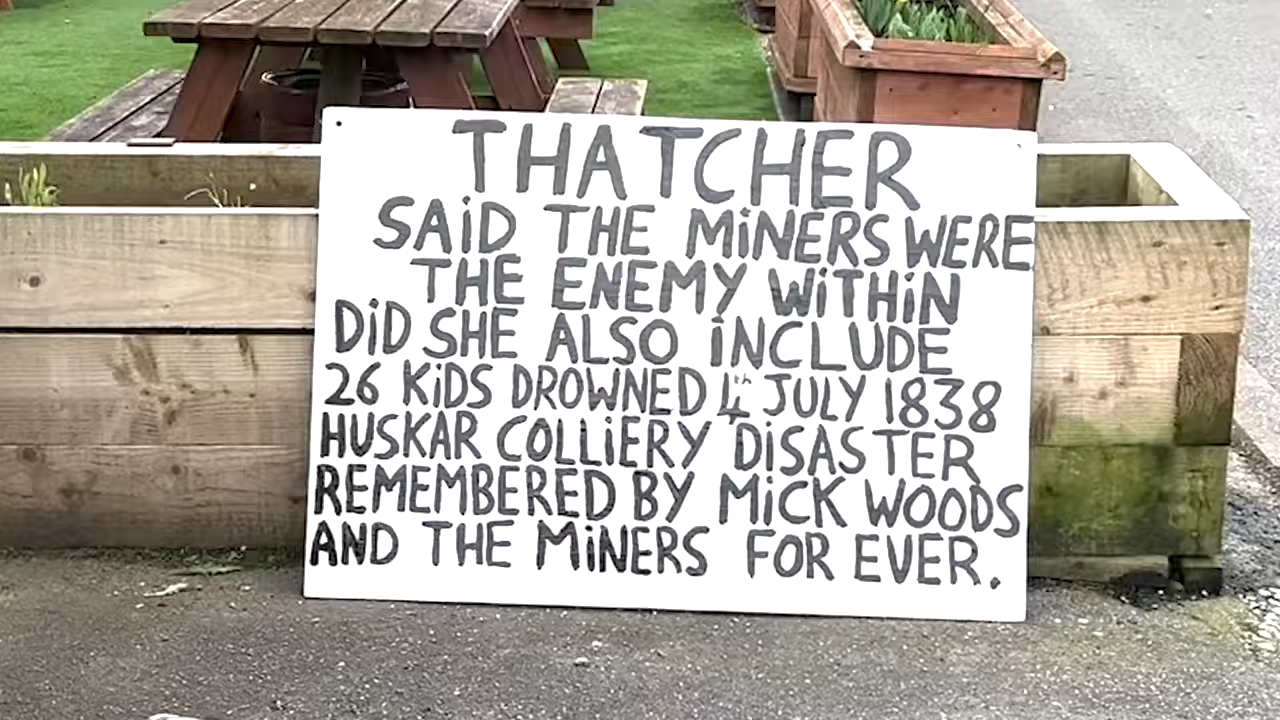 THATCHER
SAiD THE MiNERS WERE
THE ENEMY WiTHiN
DiD SHE ALSO iNCLUDE
26 KiDS DROWNED 4th JULY 1838
HUSKAR COLLiERY DiSASTER
REMEMBERED BY MiCK WOODS
AND THE MiNERS FOR EVER.